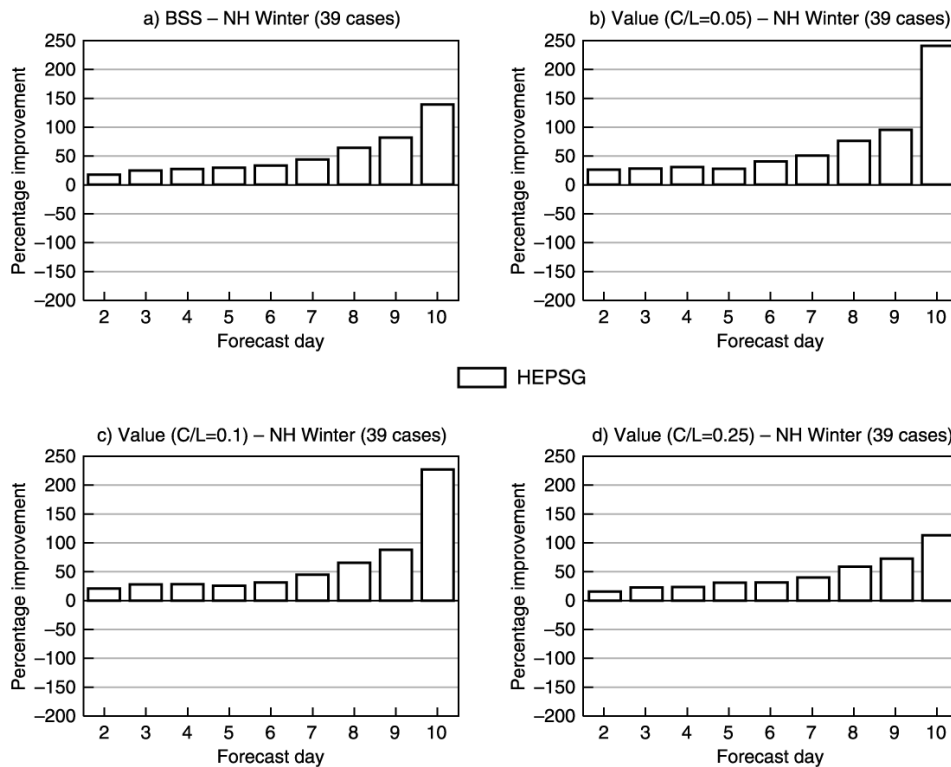 a) BSS – NH Winter (39 cases)
250
200
150
100
50
0
–50
–100
–150
–200
Percentage improvement
2 3 4 5 6 7 8 9 10
Forecast day
b) Value (C/L=0.05) – NH Winter (39 cases)
250
200
150
100
50
0
–50
–100
–150
–200
Percentage improvement
2 3 4 5 6 7 8 9 10
Forecast day
HEPSG
c) Value (C/L=0.1) – NH Winter (39 cases)
250
200
150
100
50
0
–50
–100
–150
–200
Percentage improvement
2 3 4 5 6 7 8 9 10
Forecast day
d) Value (C/L=0.25) – NH Winter (39 cases)
250
200
150
100
50
0
–50
–100
–150
–200
Percentage improvement
2 3 4 5 6 7 8 9 10
Forecast day